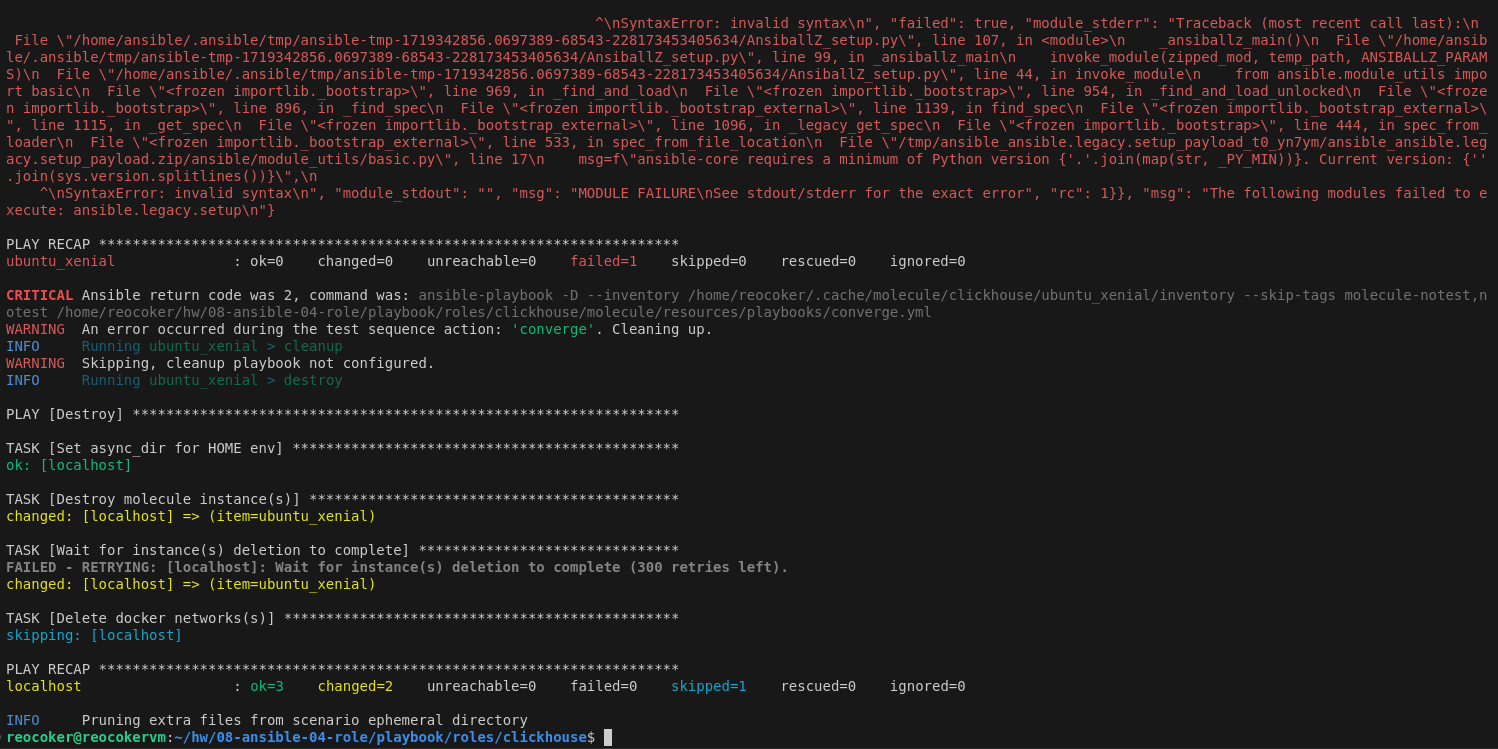 ^\nSyntaxError: invalid syntax\n", "failed": true, "module_stderr": "Traceback (most recent call last):\n
 File \"/home/ansible/.ansible/tmp/ansible-tmp-1719342856.0697389-68543-228173453405634/AnsiballZ_setup.py\", line 107, in <module>\n    _ansiballz_main()\n  File \"/home/ansib
le/.ansible/tmp/ansible-tmp-1719342856.0697389-68543-228173453405634/AnsiballZ_setup.py\", line 99, in _ansiballz_main\n    invoke_module(zipped_mod, temp_path, ANSIBALLZ_PARAM
S)\n  File \"/home/ansible/.ansible/tmp/ansible-tmp-1719342856.0697389-68543-228173453405634/AnsiballZ_setup.py\", line 44, in invoke_module\n    from ansible.module_utils impo
rt basic\n  File \"<frozen importlib._bootstrap>\", line 969, in _find_and_load\n  File \"<frozen importlib._bootstrap>\", line 954, in _find_and_load_unlocked\n  File \"<froze
n importlib._bootstrap>\", line 896, in _find_spec\n  File \"<frozen importlib._bootstrap_external>\", line 1139, in find_spec\n  File \"<frozen importlib._bootstrap_external>\
", line 1115, in _get_spec\n  File \"<frozen importlib._bootstrap_external>\", line 1096, in _legacy_get_spec\n  File \"<frozen importlib._bootstrap>\", line 444, in spec_from_
loader\n  File \"<frozen importlib._bootstrap_external>\", line 533, in spec_from_file_location\n  File \"/tmp/ansible_ansible.legacy.setup_payload_t0_yn7ym/ansible_ansible.leg
acy.setup_payload.zip/ansible/module_utils/basic.py\", line 17\n    msg=f\"ansible-core requires a minimum of Python version {'.'.join(map(str, _PY_MIN))}. Current version: {''
.join(sys.version.splitlines())}\",\n
    ^\nSyntaxError: invalid syntax\n", "module_stdout": "", "msg": "MODULE FAILURE\nSee stdout/stderr for the exact error", "rc": 1}}, "msg": "The following modules failed to e
xecute: ansible.legacy.setup\n"}
PLAY RECAP *********************************************************************
ubuntu_xenial              : ok=0    changed=0    unreachable=0    failed=1    skipped=0    rescued=0    ignored=0
CRITICAL Ansible return code was 2, command was: ansible-playbook -D --inventory /home/reocoker/.cache/molecule/clickhouse/ubuntu_xenial/inventory --skip-tags molecule-notest,n
otest /home/reocoker/hw/08-ansible-04-role/playbook/roles/clickhouse/molecule/resources/playbooks/converge.yml
WARNING  An error occurred during the test sequence action: 'converge'. Cleaning up.
INFO     Running ubuntu_xenial > cleanup
WARNING  Skipping, cleanup playbook not configured.
INFO     Running ubuntu_xenial > destroy
PLAY [Destroy] *****************************************************************
TASK [Set async_dir for HOME env] **********************************************
ok: [localhost]
TASK [Destroy molecule instance(s)] ********************************************
changed: [localhost] => (item=ubuntu_xenial)
TASK [Wait for instance(s) deletion to complete] *******************************
FAILED - RETRYING: [localhost]: Wait for instance(s) deletion to complete (300 retries left).
changed: [localhost] => (item=ubuntu_xenial)
TASK [Delete docker networks(s)] ***********************************************
skipping: [localhost]
PLAY RECAP *********************************************************************
localhost                  : ok=3    changed=2    unreachable=0    failed=0    skipped=1    rescued=0    ignored=0
INFO     Pruning extra files from scenario ephemeral directory
reocoker@reocokervm:~/hw/08-ansible-04-role/playbook/roles/clickhouse$